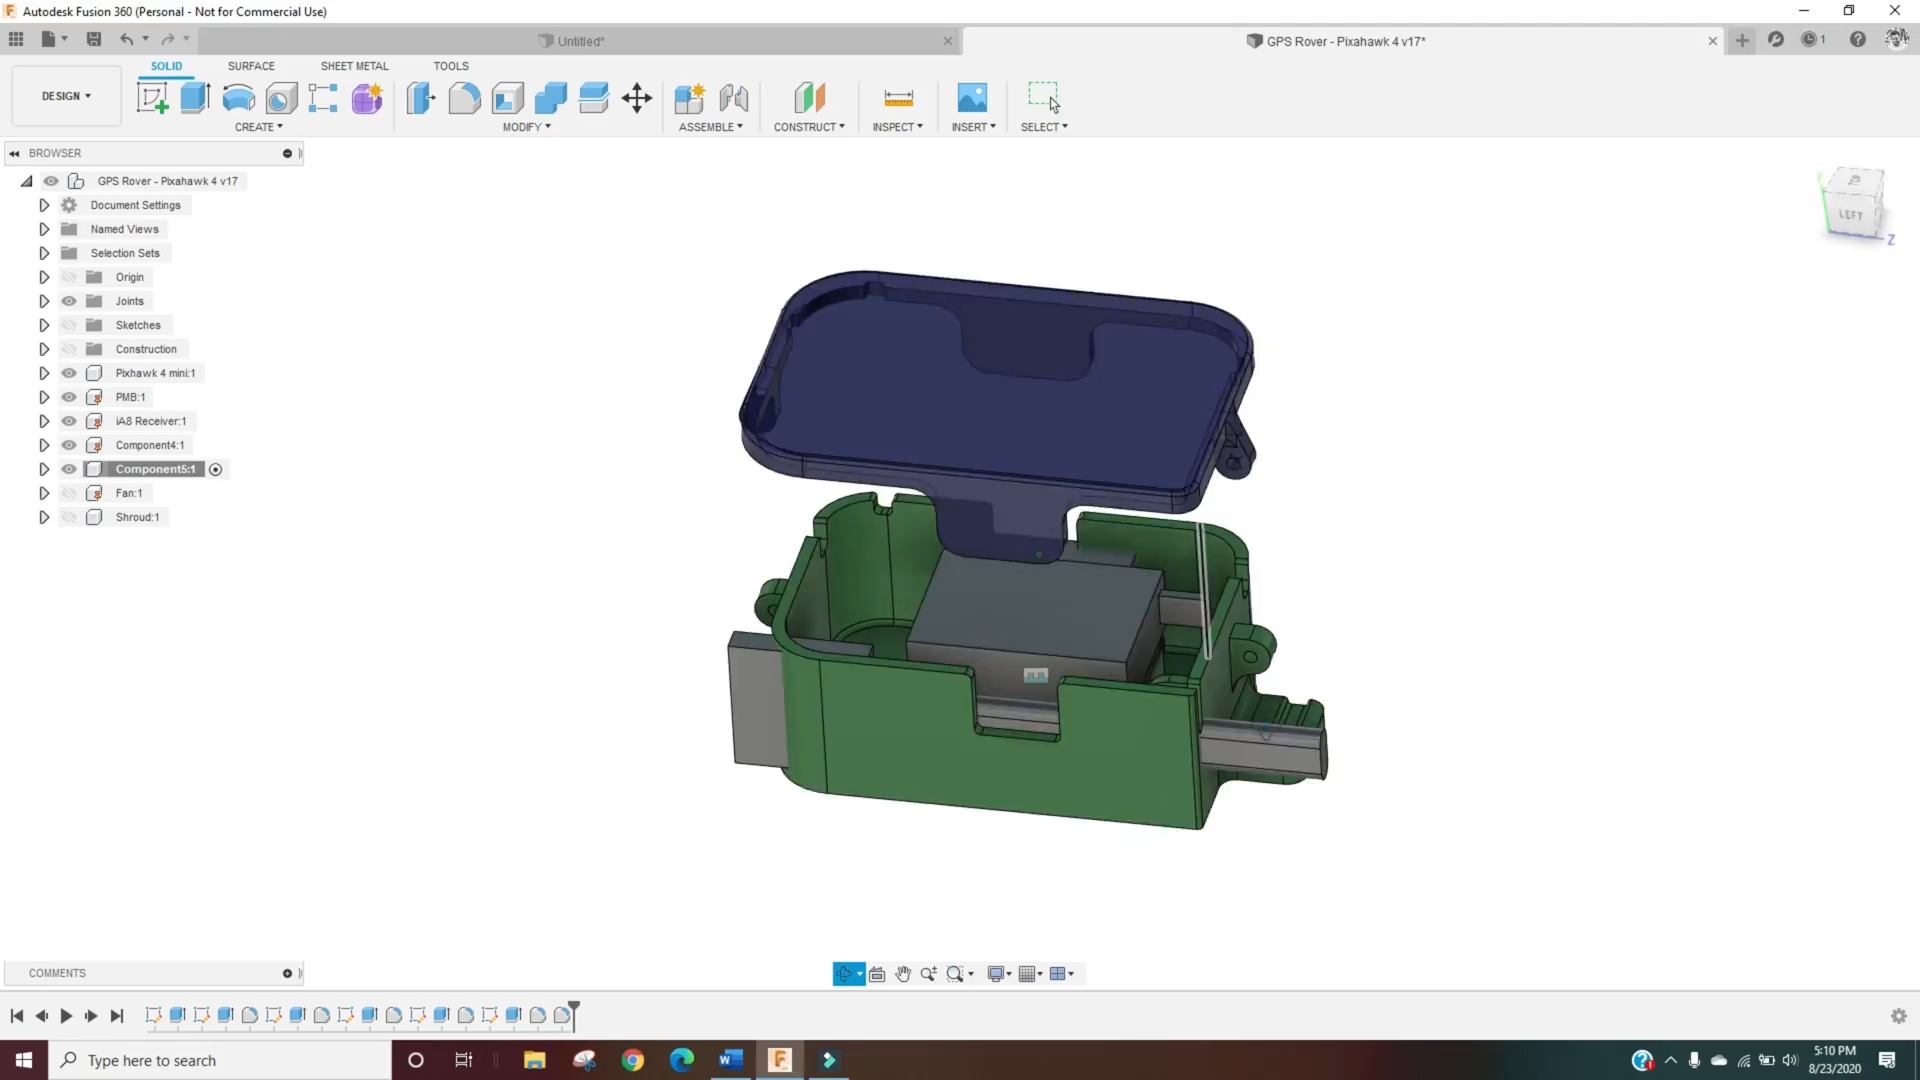 Autodesk Fusion 360 (Personal - Not for Commercial Use)
Untitled*
GPS Rover - Pixahawk 4 v17*
1
SOLID
SURFACE
SHEET METAL
TOOLS
DESIGN
CREATE
MODIFY
ASSEMBLE
CONSTRUCT
INSPECT
INSERT
SELECT
BROWSER
GPS Rover - Pixahawk 4 v17
Document Settings
Named Views
Selection Sets
Origin
Joints
Sketches
Construction
Pixhawk 4 mini:1
PMB:1
iA8 Receiver:1
Component4:1
Component5:1
Fan:1
Shroud:1
LEFT
Z
COMMENTS
Type here to search
5:10 PM
8/23/2020